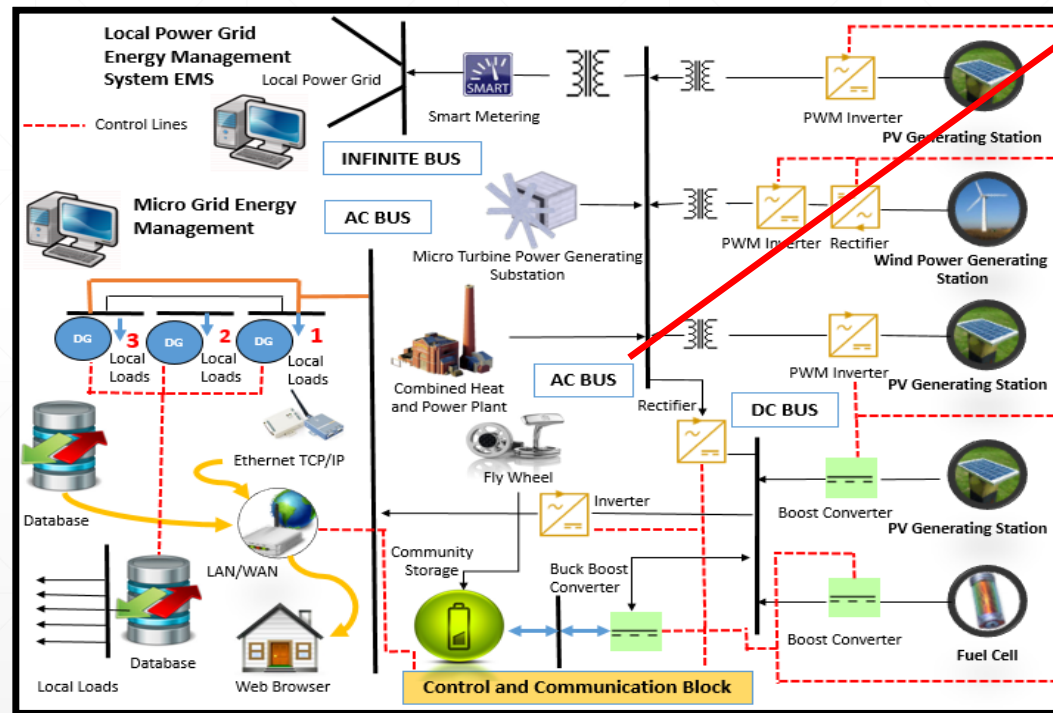 Local Power Grid
Energy Management
System EMS
Local Power Grid
Control Lines
SMART
Smart Metering
INFINITE BUS
PWM Inverter
PV Generating Station
Micro Grid Energy
Management
AC BUS
Micro Turbine Power Generating
Substation
PWM Inverter
Rectifier
Wind Power Generating
Station
DG
3
Local
Loads
DG
2
Local
Loads
DG
1
Local
Loads
Combined Heat
and Power Plant
AC BUS
PWM Inverter
PV Generating Station
Rectifier
DC BUS
Ethernet TCP/IP
Fly Wheel
Database
Inverter
Boost Converter
PV Generating Station
LAN/WAN
Community
Storage
Buck Boost
Converter
Boost Converter
Fuel Cell
Local Loads
Database
Web Browser
Control and Communication Block